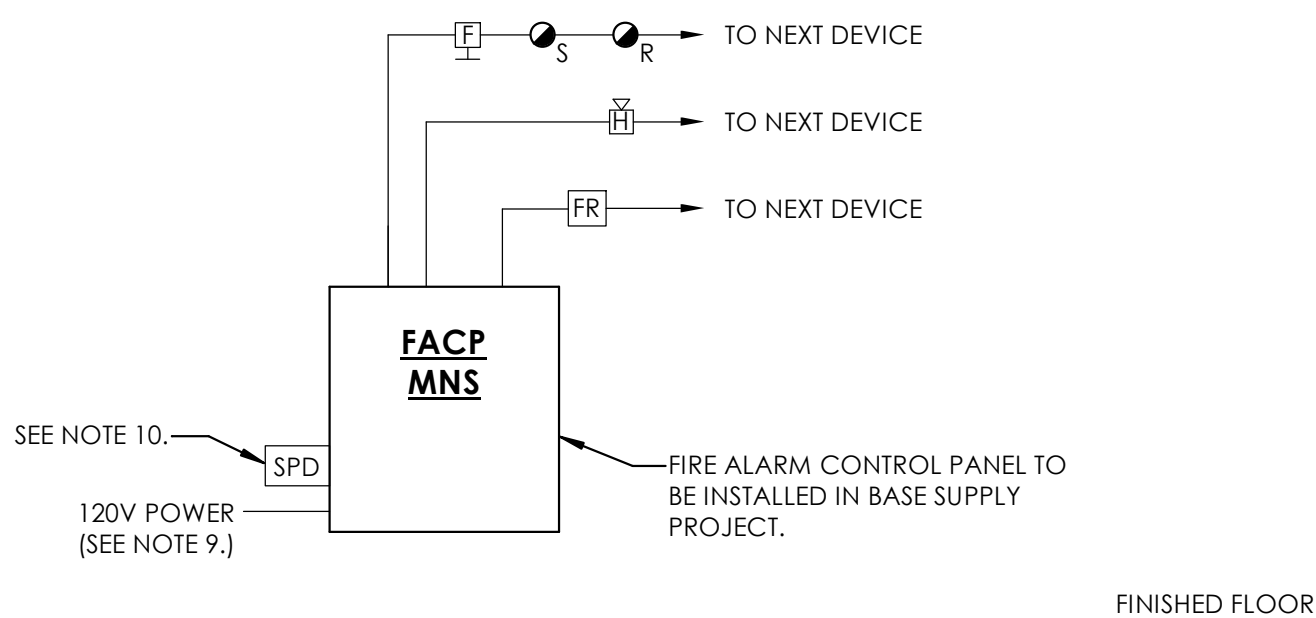 F
S
R
TO NEXT DEVICE
H
TO NEXT DEVICE
FR
TO NEXT DEVICE
FACP
MNS
SEE NOTE 10.
SPD
120V POWER
(SEE NOTE 9.)
FIRE ALARM CONTROL PANEL TO
BE INSTALLED IN BASE SUPPLY
PROJECT.
FINISHED FLOOR